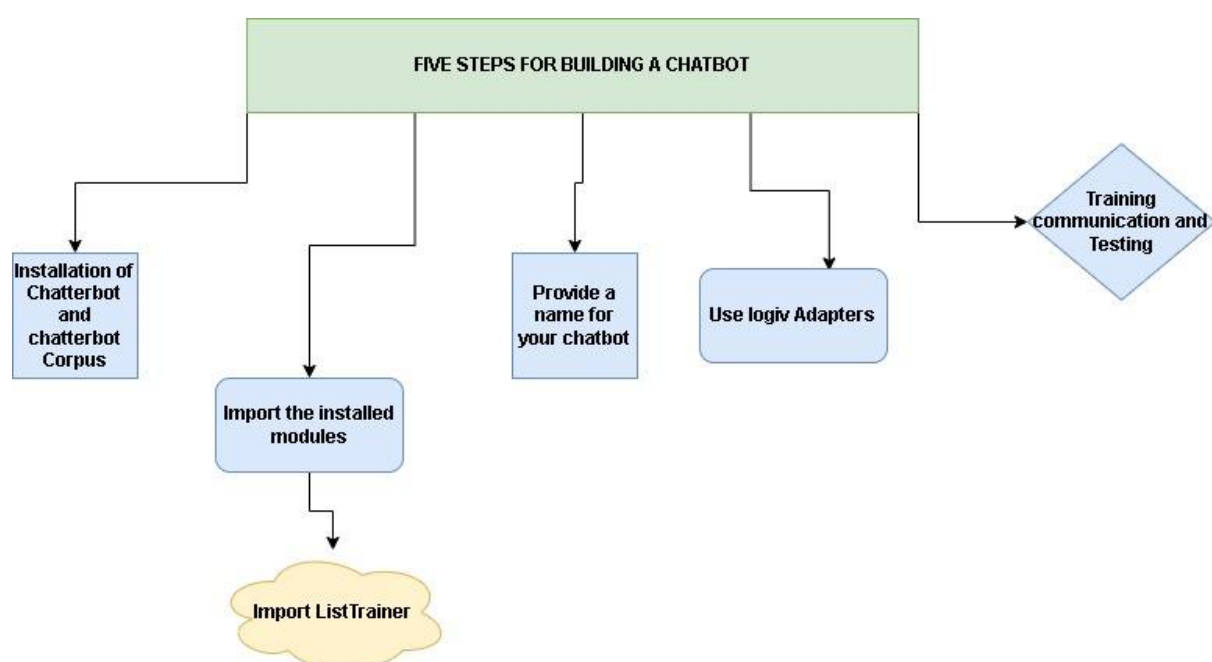 FIVE STEPS FOR BUILDING A CHATBOT
Installation of
Chatterbot
and
chatterbot
Corpus
Import the installed
modules
Import ListTrainer
Provide a
name for
your chatbot
Use logiv Adapters
Training
communication and
Testing